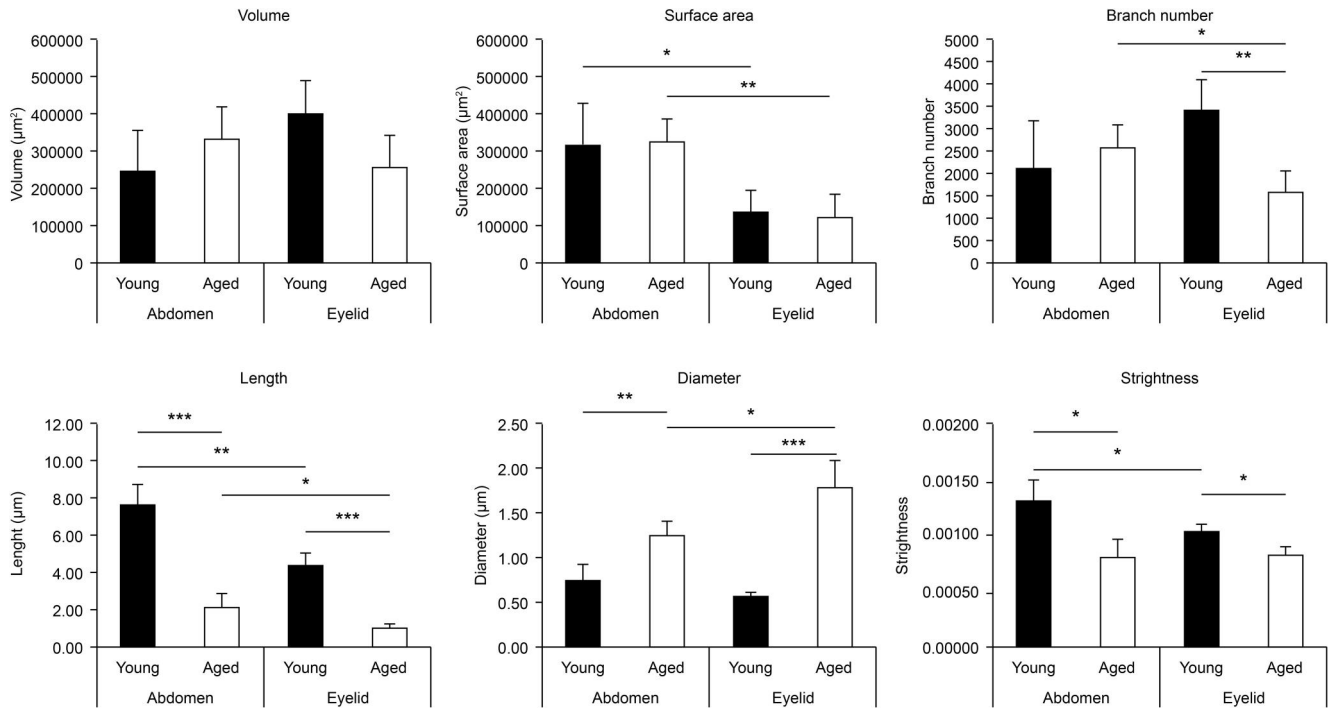 Volume
Volume (µm²)
600000
500000
400000
300000
200000
100000
0
Young Aged Young Aged
Abdomen Eyelid
Surface area
Surface area (µm²)
600000
500000
400000
300000
200000
100000
0
*
**
Young Aged Young Aged
Abdomen Eyelid
Branch number
Branch number
5000
4500
4000
3500
3000
2500
2000
1500
1000
500
0
*
**
Young Aged Young Aged
Abdomen Eyelid
Length
Lenght (µm)
12.00
10.00
8.00
6.00
4.00
2.00
0.00
***
**
*
***
Young Aged Young Aged
Abdomen Eyelid
Diameter
Diameter (µm)
2.50
2.00
1.50
1.00
0.50
0.00
**
*
***
Young Aged Young Aged
Abdomen Eyelid
Strightness
Strightness
0.00200
0.00150
0.00100
0.00050
0.00000
*
*
*
Young Aged Young Aged
Abdomen Eyelid